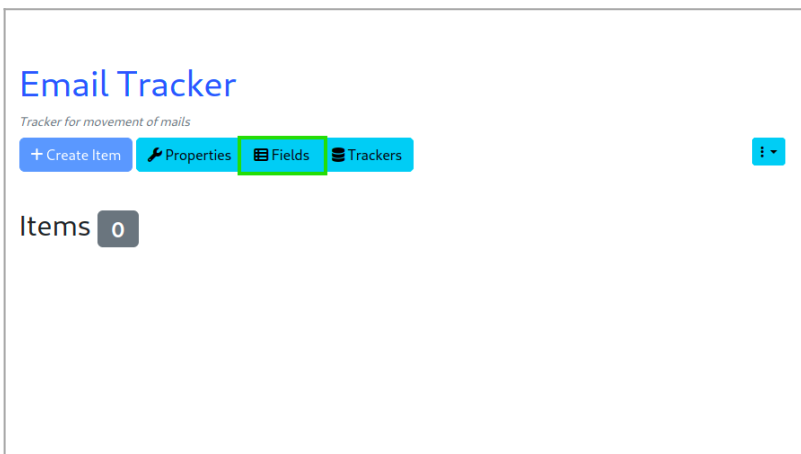 Email Tracker
Tracker for movement of mails
+ Create Item Properties Fields Trackers
Items 0